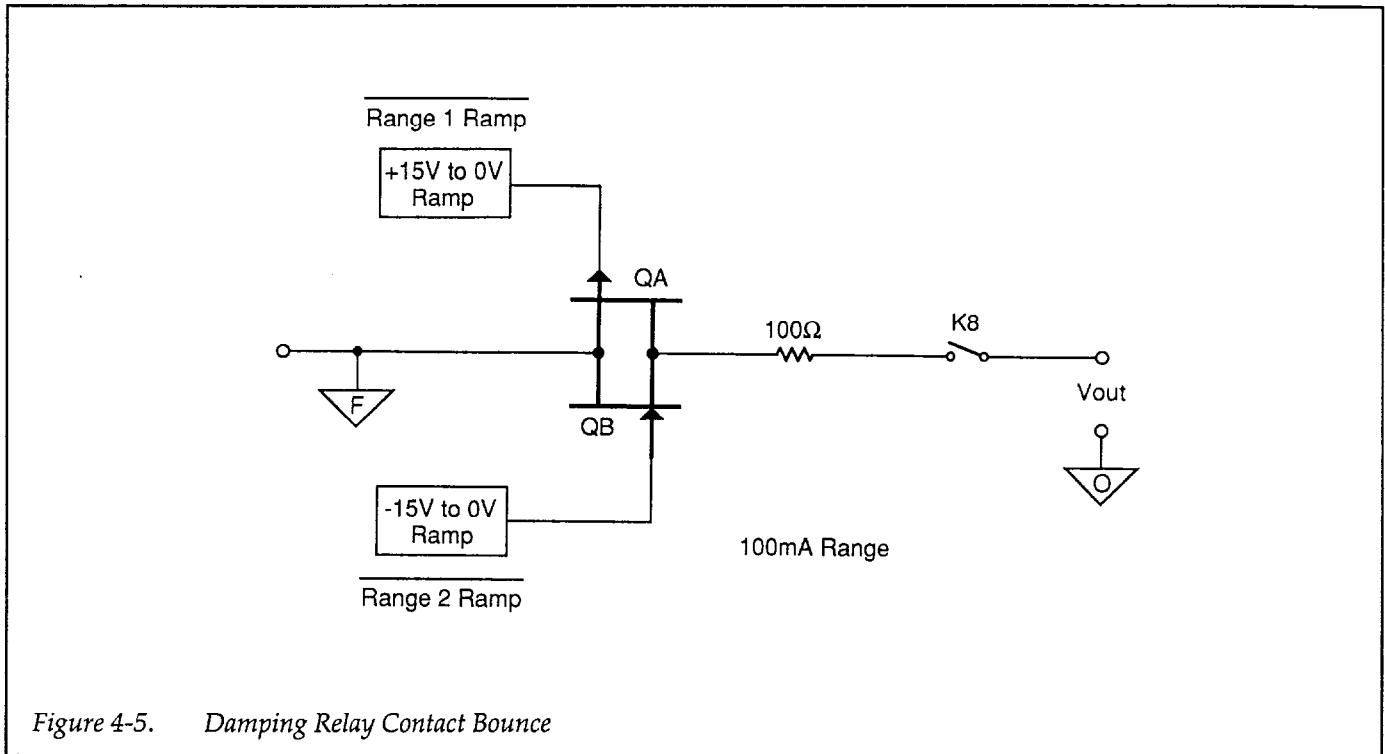 Range 1 Ramp
+15V to 0V
Ramp
QA
100Ω
K8
F
Vout
QB
O
-15V to 0V
Ramp
100mA Range
Range 2 Ramp
Figure 4-5. Damping Relay Contact Bounce